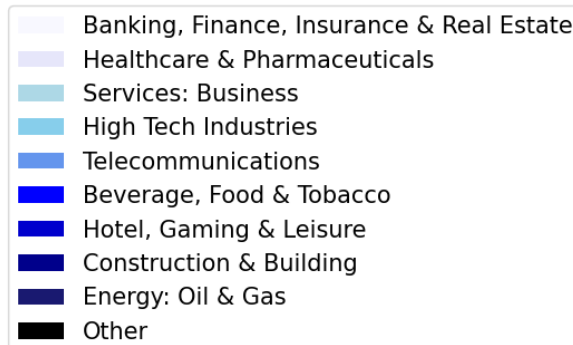 Banking, Finance, Insurance & Real Estate
Healthcare & Pharmaceuticals
Services: Business
High Tech Industries
Telecommunications
Beverage, Food & Tobacco
Hotel, Gaming & Leisure
Construction & Building
Energy: Oil & Gas
Other